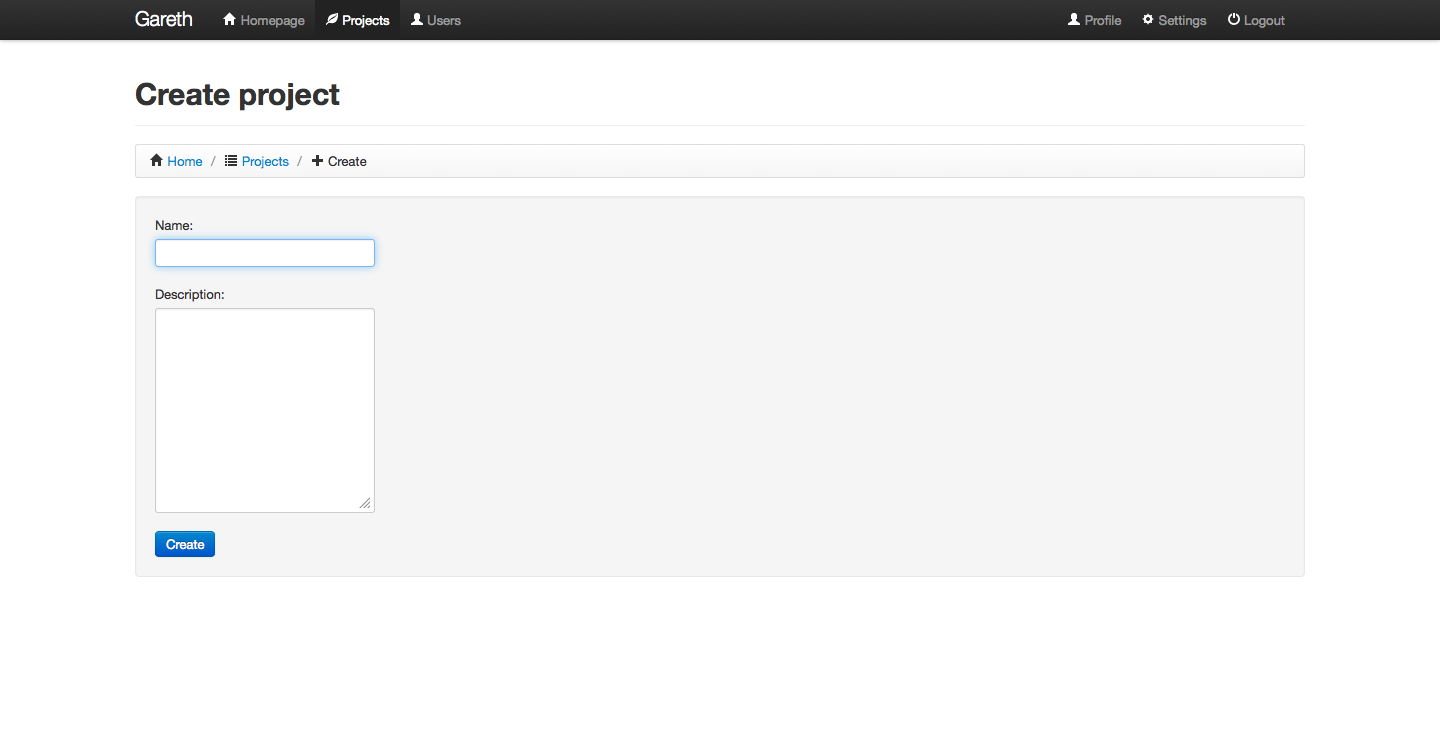 Gareth Homepage Projects Users Profile Settings Logout
Create project
Home / Projects / Create
Name:
Description:
Create